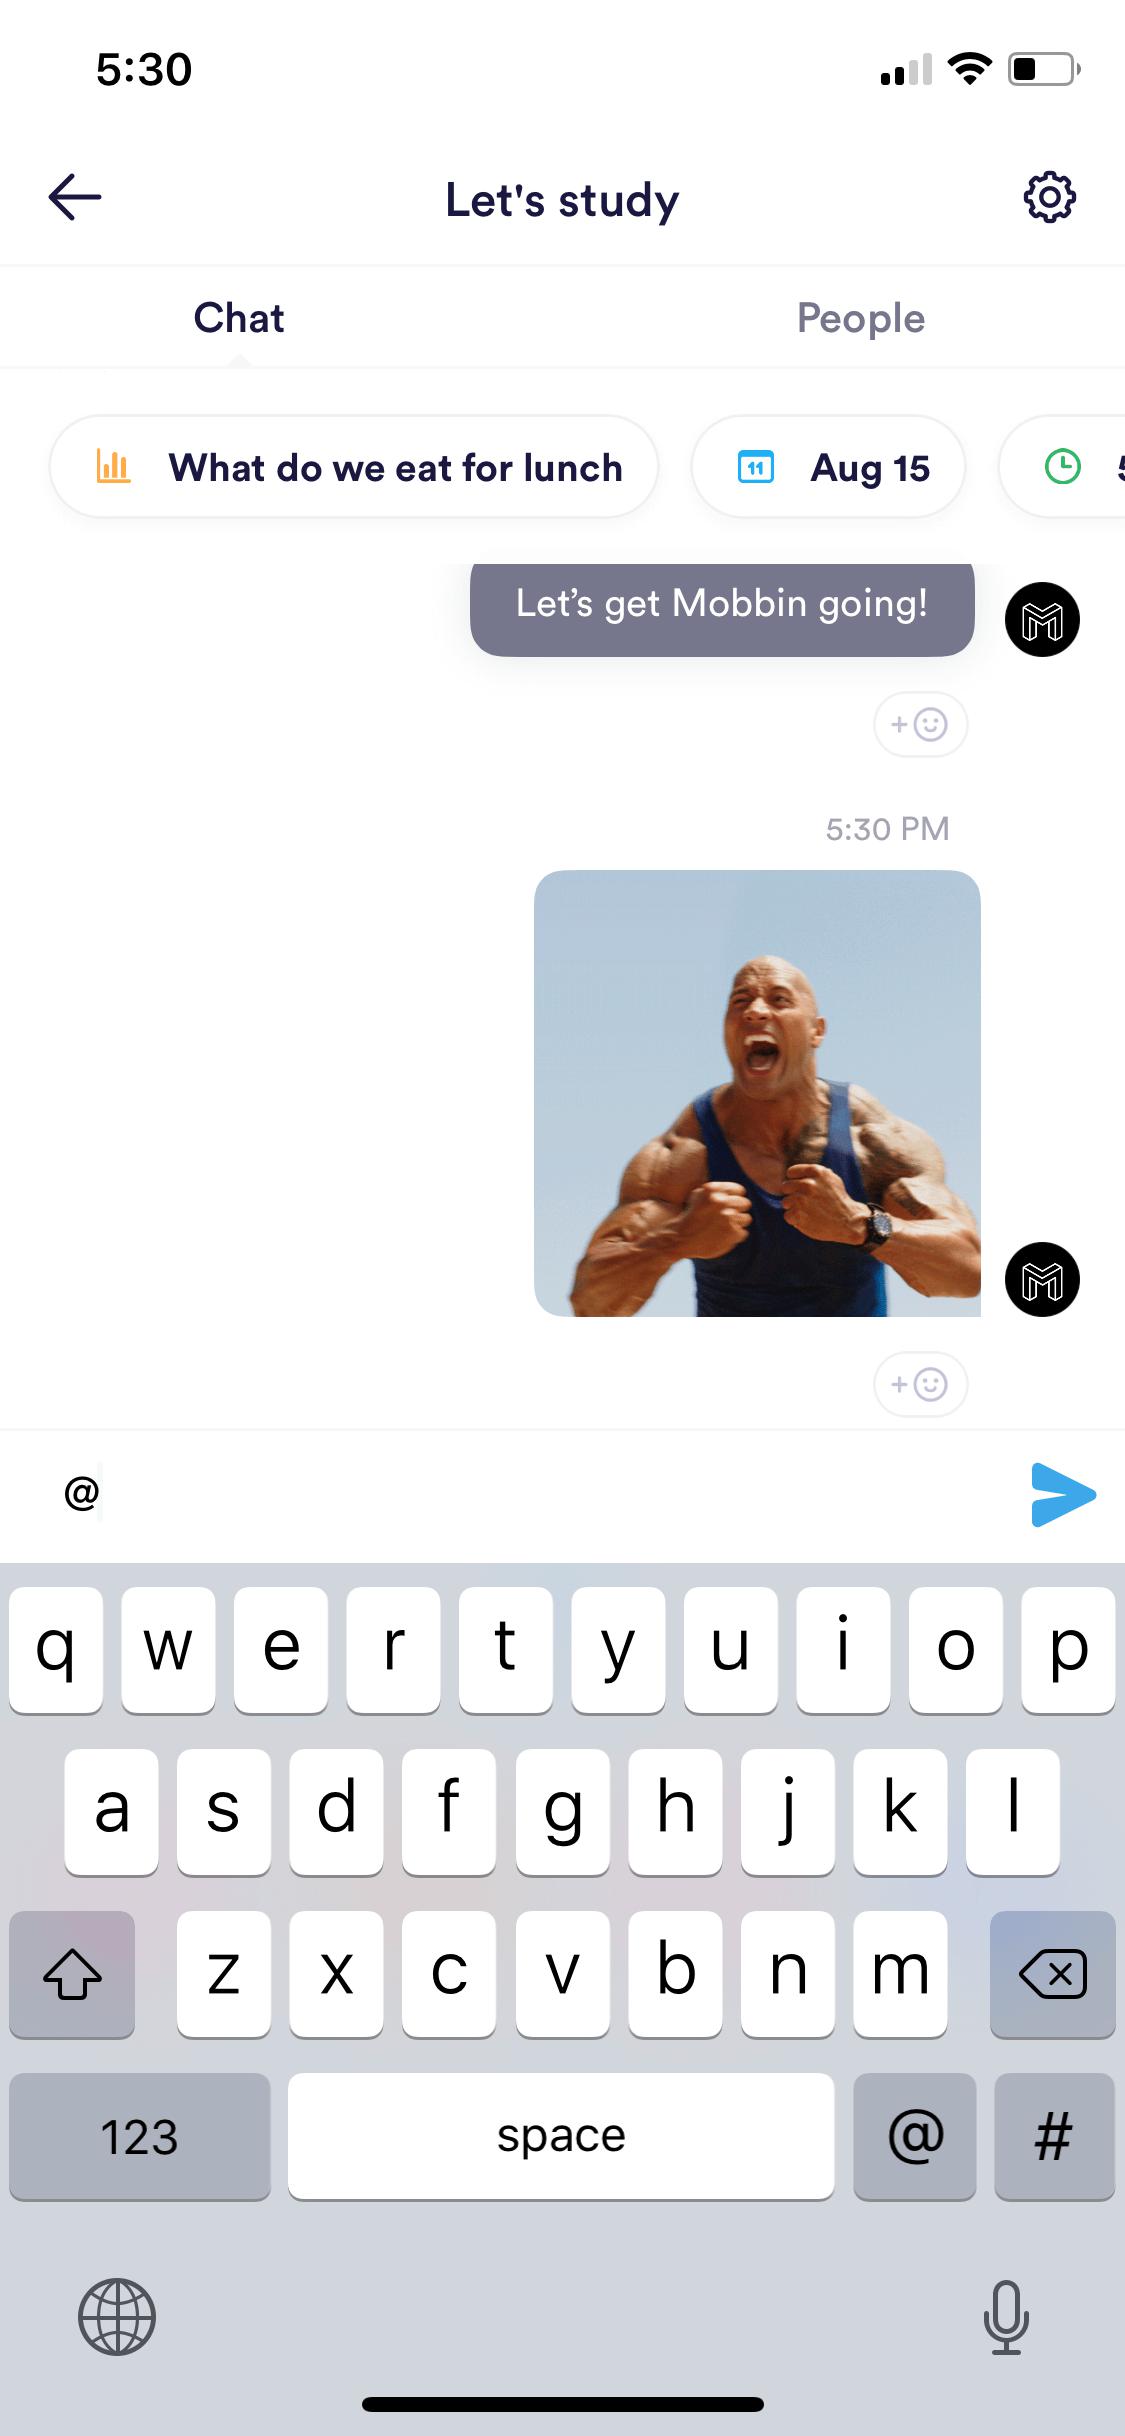 5:30
Let's study
Chat
People
What do we eat for lunch
11
Aug 15
Let’s get Mobbin going!
+
5:30 PM
+
@
q w e r t y u i o p
a s d f g h j k l
z x c v b n m
123 space @ #